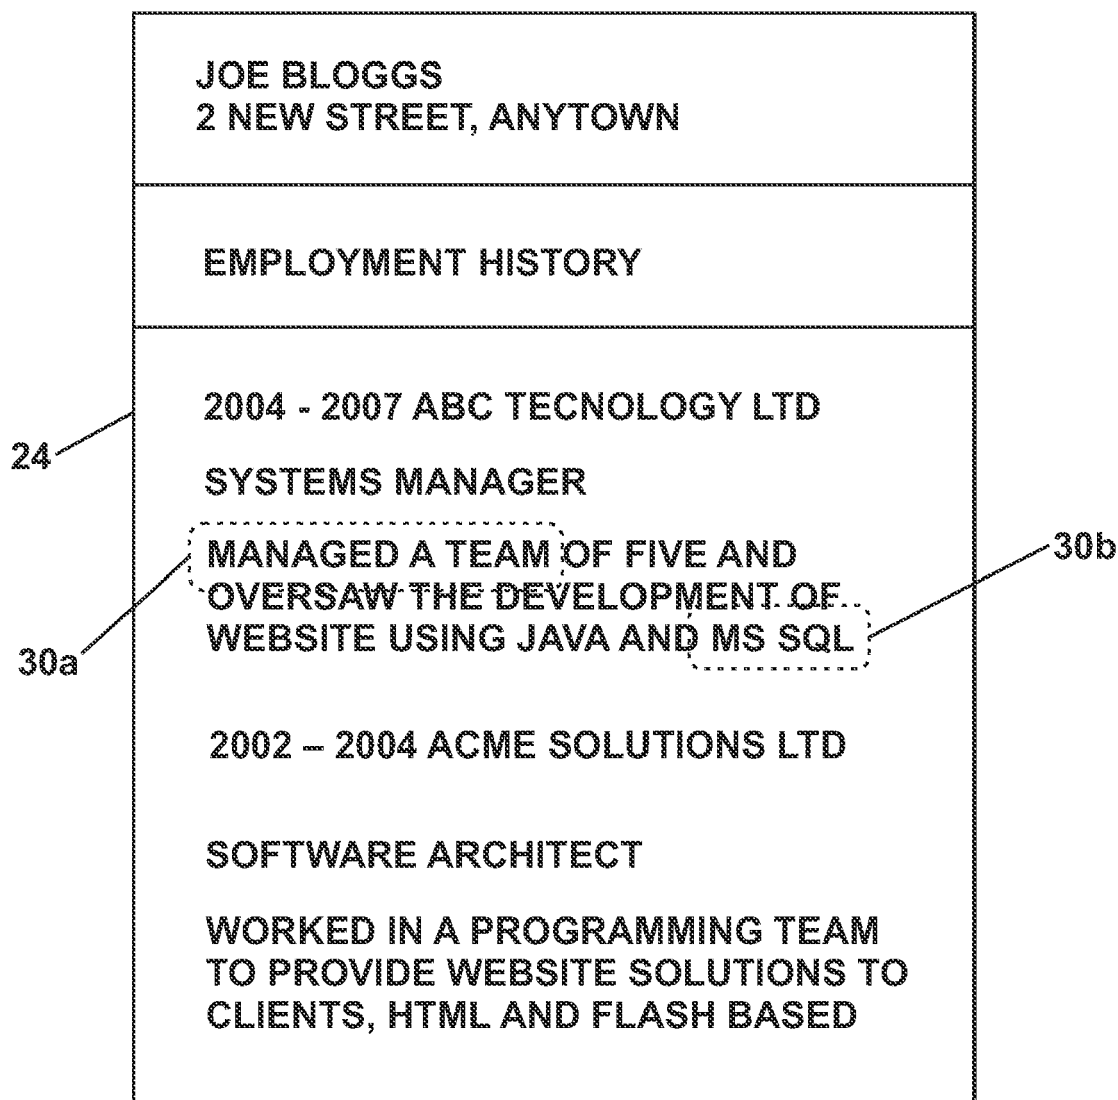 JOE BLOGGS
2 NEW STREET, ANYTOWN
EMPLOYMENT HISTORY
2004 - 2007 ABC TECNOLOGY LTD
24
SYSTEMS MANAGER
MANAGED A TEAM OF FIVE AND
30b
OVERSAW THE DEVELOPMENT OF
WEBSITE USING JAVA AND MS SQL
30a
2002 – 2004 ACME SOLUTIONS LTD
SOFTWARE ARCHITECT
WORKED IN A PROGRAMMING TEAM
TO PROVIDE WEBSITE SOLUTIONS TO
CLIENTS, HTML AND FLASH BASED